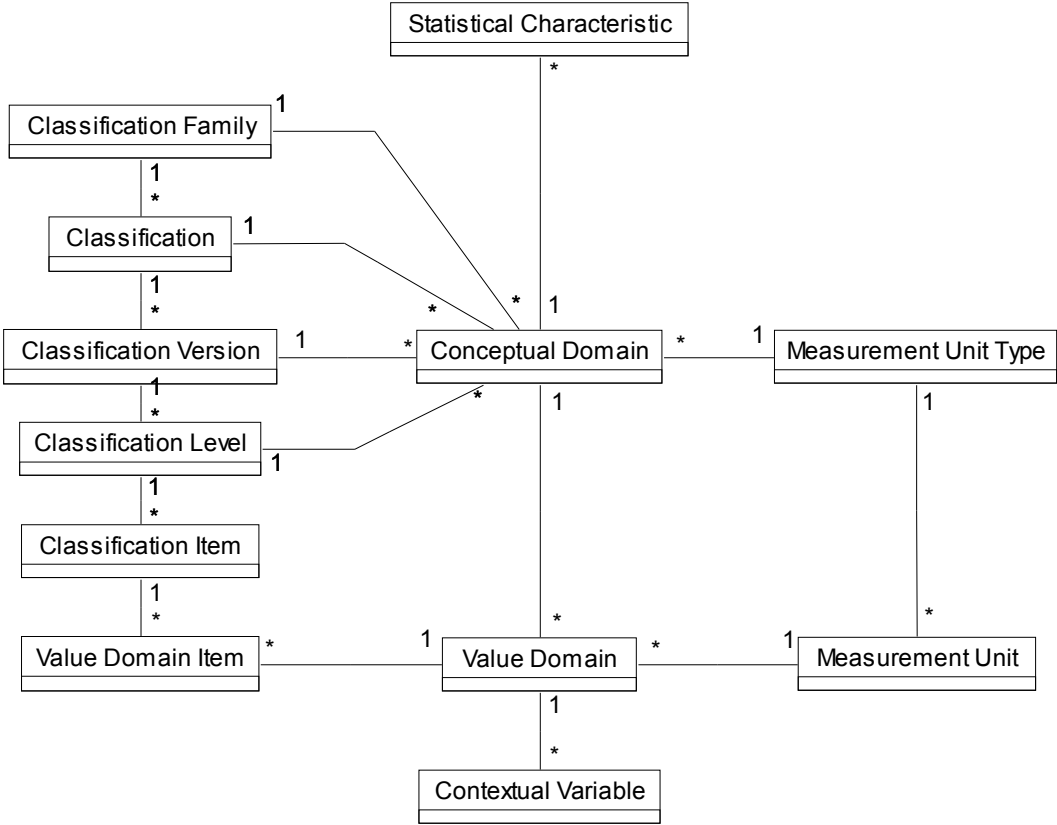 Statistical Characteristic
*
1
Classification Family
1
*
1
Classification
*
*
1
1
*
*
Classification Version
1
*
Conceptual Domain
*
1
Measurement Unit Type
1
*
*
1
1
Classification Level
1
1
*
Classification Item
1
*
*
*
Value Domain Item
*
1
Value Domain
*
1
Measurement Unit
1
*
Contextual Variable